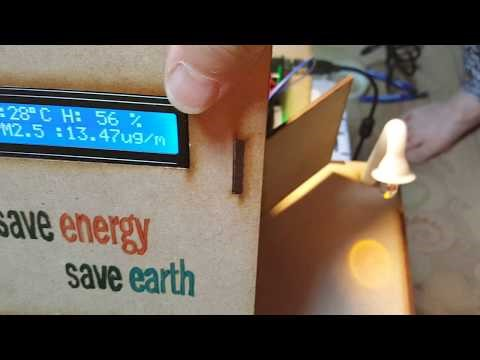 :28°C H: 56 %
M2.5 :13.47ug/m
save energy
save earth